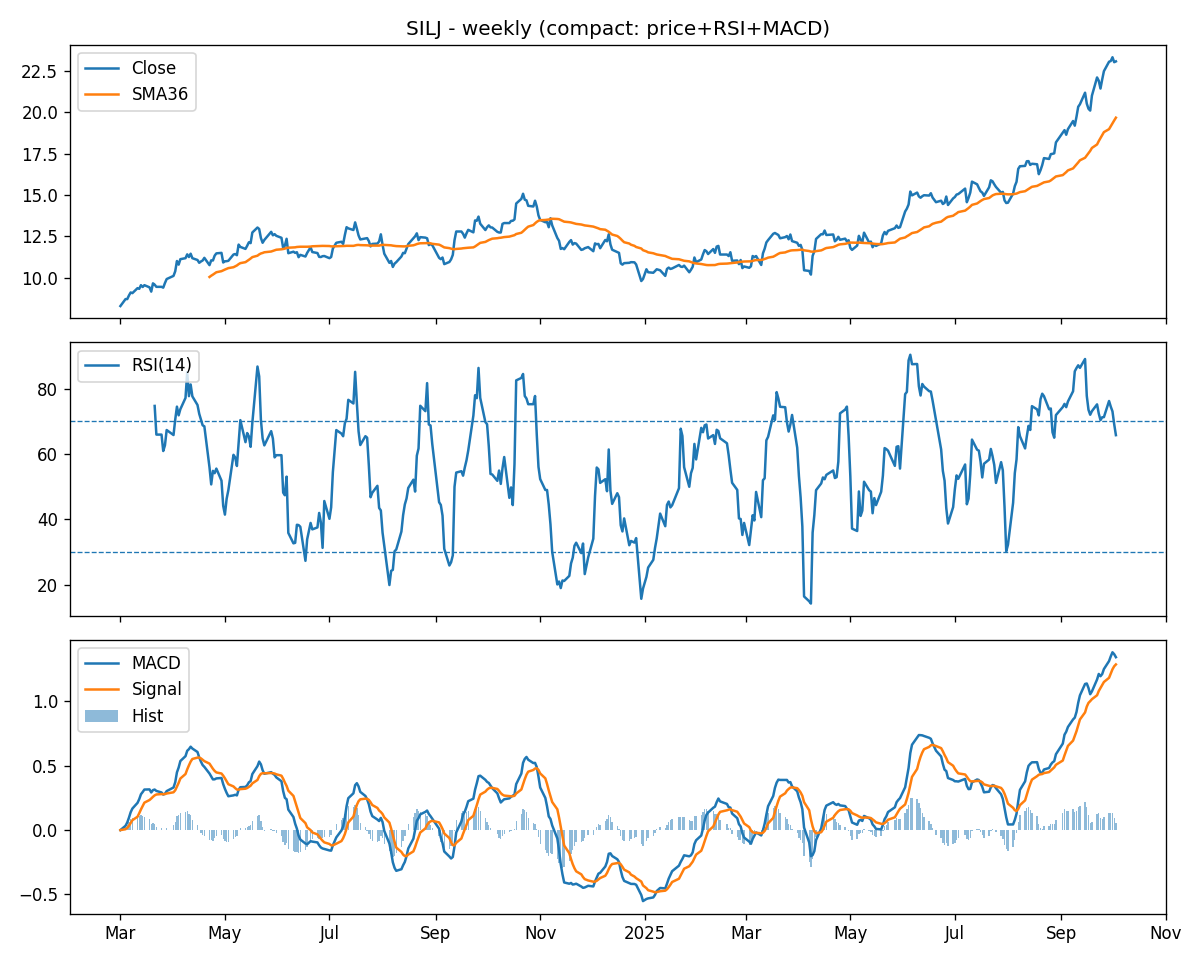 SILJ - weekly (compact: price+RSI+MACD)
Close
SMA36
22.5
20.0
17.5
15.0
12.5
10.0
RSI(14)
80
60
40
20
MACD
Signal
Hist
1.0
0.5
0.0
−0.5
Mar May Jul Sep Nov 2025 Mar May Jul Sep Nov